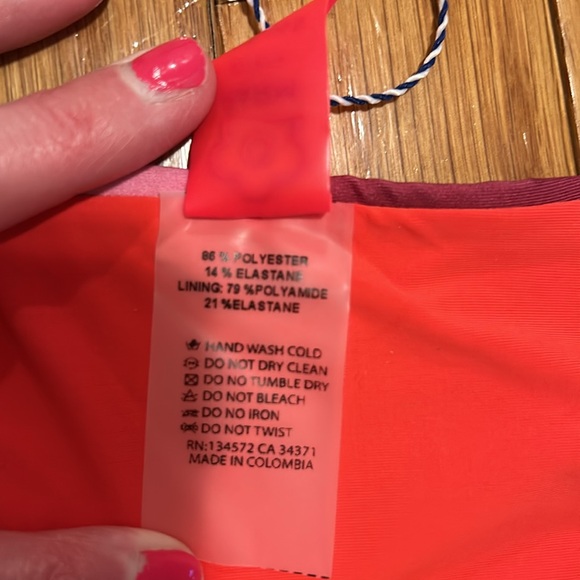 86 % POLYESTER
14 % ELASTANE
LINING: 79 %POLYAMIDE
21 %ELASTANE
HAND WASH COLD
DO NOT DRY CLEAN
DO NO TUMBLE DRY
DO NOT BLEACH
DO NO IRON
DO NOT TWIST
RN:134572 CA 34371
MADE IN COLOMBIA